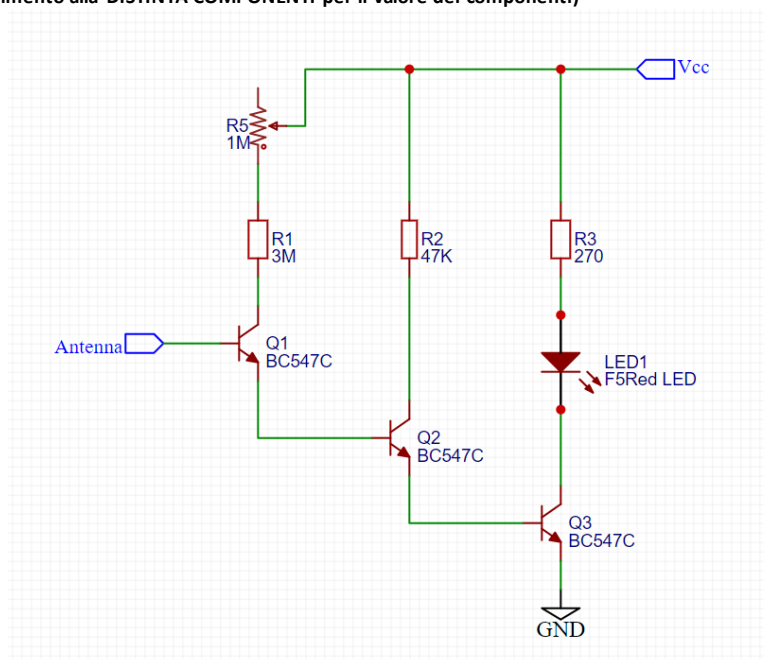 alla DISTINTA COMPONENTI per il valore dei componenti)
Vcc
R5
1M
R1
3M
R2
47K
R3
270
Antenna
Q1
BC547C
LED1
F5Red LED
Q2
BC547C
Q3
BC547C
GND